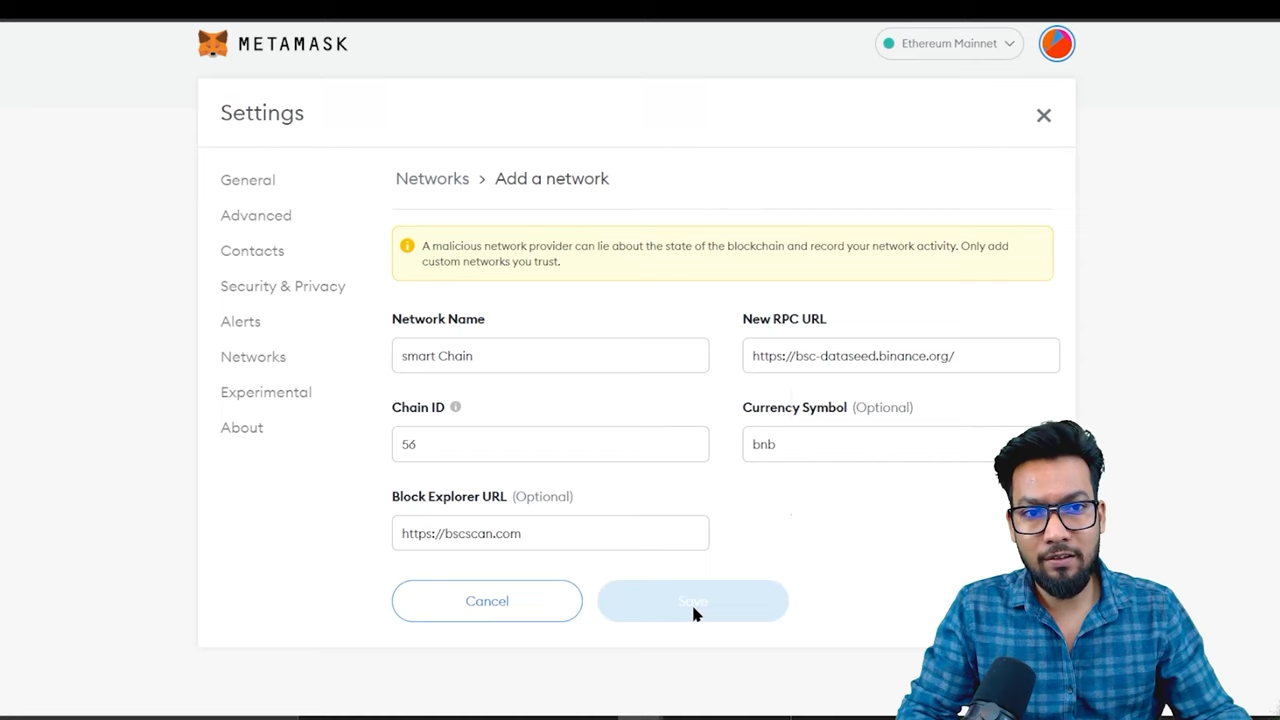 METAMASK
Ethereum Mainnet
Settings
General
Advanced
Contacts
Security & Privacy
Alerts
Networks
Experimental
About
Networks > Add a network
A malicious network provider can lie about the state of the blockchain and record your network activity. Only add
custom networks you trust.
Network Name
smart Chain
New RPC URL
https://bsc-dataseed.binance.org/
Chain ID
56
Currency Symbol (Optional)
bnb
Block Explorer URL (Optional)
https://bscscan.com
Cancel
Save